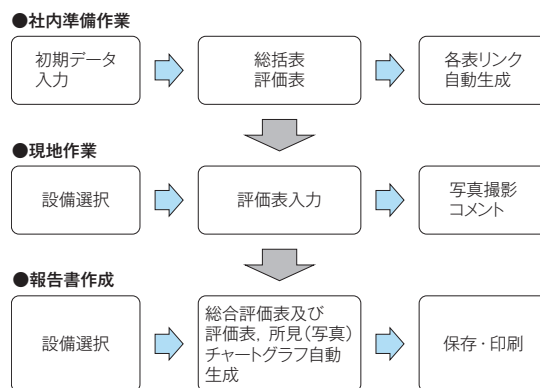 ●社内準備作業
初期データ
入力
総括表
評価表
各表リンク
自動生成
●現地作業
設備選択
評価表入力
写真撮影
コメント
●報告書作成
設備選択
総合評価表及び
評価表，所見（写真）
チャートグラフ自動
生成
保存・印刷